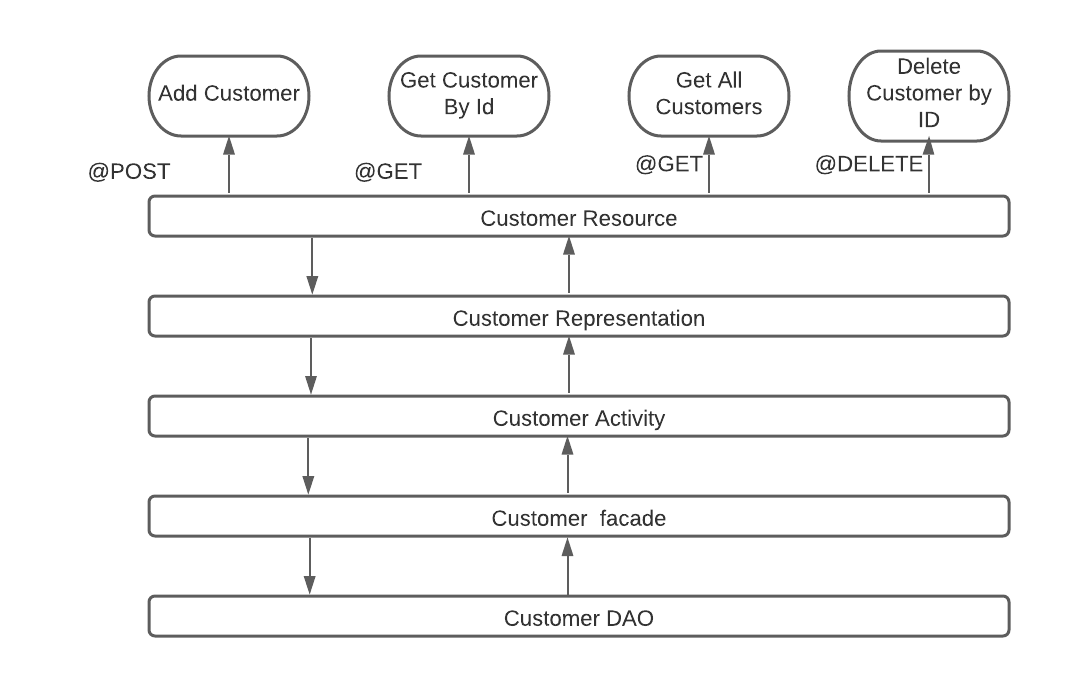 Add Customer
Get Customer
By Id
Get All
Customers
Delete
Customer by
ID
@POST
@GET
@GET
@DELETE
Customer Resource
Customer Representation
Customer Activity
Customer  facade
Customer DAO